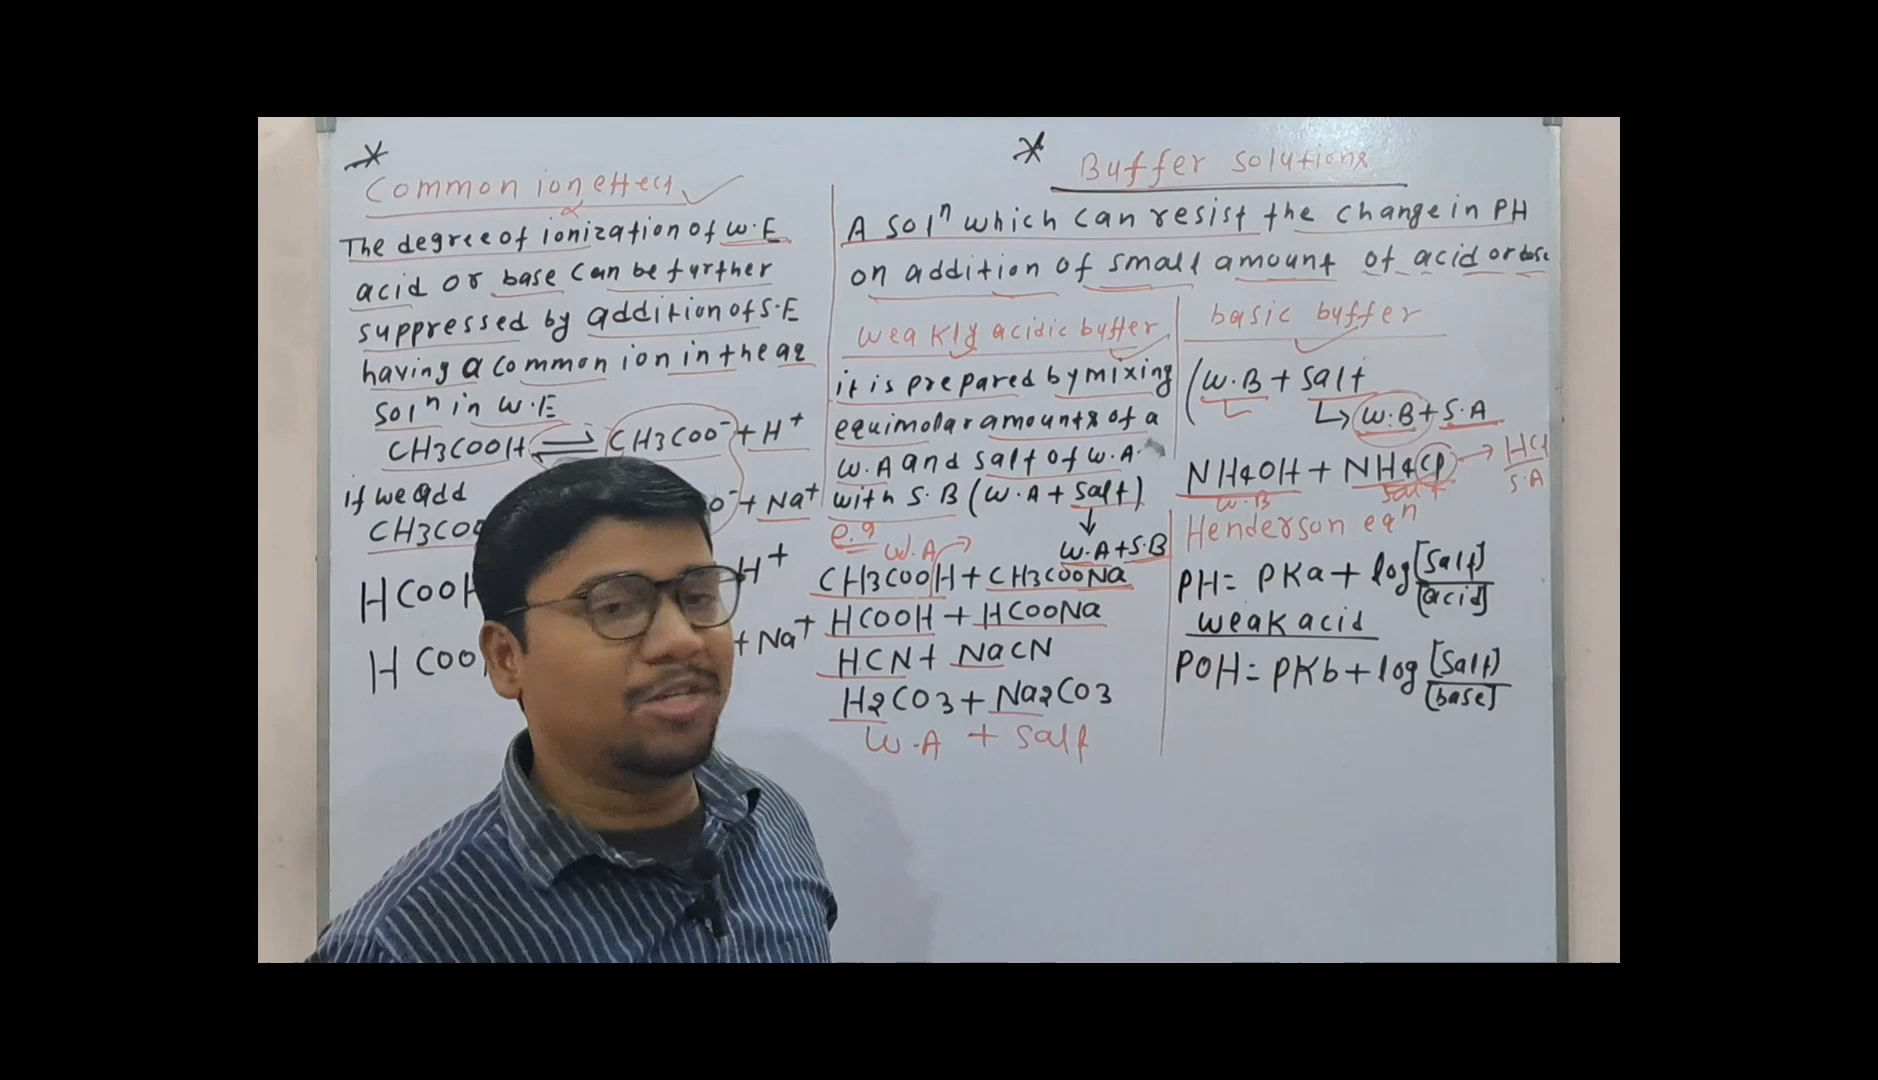 Common ion effect
α
The degree of ionization of W.E
acid or base can be further
suppressed by addition of S.E
having a common ion in the aq
solⁿ in W.E
CH3COOH ⇌ CH3COO⁻ + H⁺
if we add
CH3COO
O⁻ + Na⁺
HCOOH
H⁺
HCOO
+ Na⁺
Buffer solutions
A solⁿ which can resist the change in PH
on addition of small amount of acid or base
Weakly acidic buffer
it is prepared by mixing
equimolar amounts of a
W.A and salt of W.A
with S.B (W.A + Salt)
↓
e.g W.A → W.A + S.B
CH3COOH + CH3COONa
HCOOH + HCOONa
HCN + NaCN
H2CO3 + Na2CO3
W.A + Salt
basic buffer
(W.B + Salt
↳ W.B + S.A
NH4OH + NH4Cl → HCl
W.B Salt S.A
Henderson eqⁿ
PH = PKa + log [Salt]/[acid]
weak acid
POH = PKb + log [Salt]/[base]